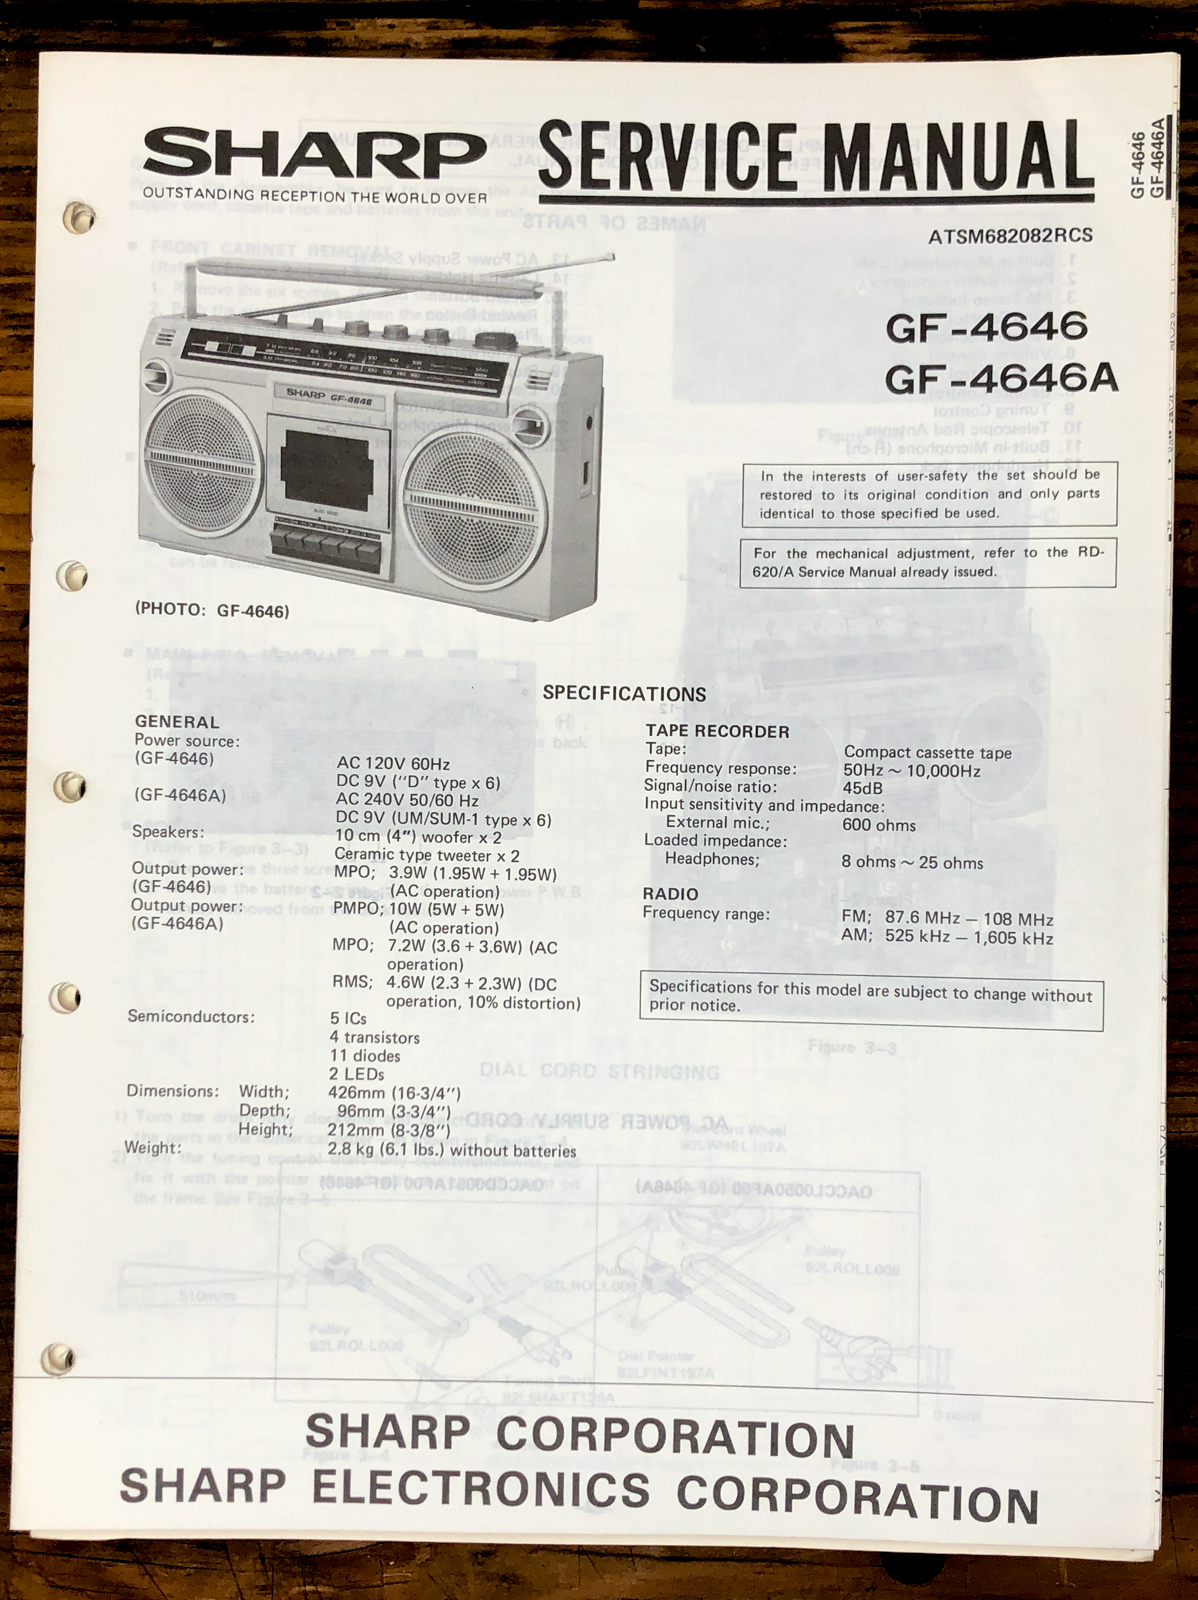 SHARP
OUTSTANDING RECEPTION THE WORLD OVER
SERVICE MANUAL
GF-4646
GF-4646A
ATSM682082RCS
GF-4646
GF-4646A
SHARP GF-4646
In the interests of user-safety the set should be
restored to its original condition and only parts
identical to those specified be used.
For the mechanical adjustment, refer to the RD-
620/A Service Manual already issued.
(PHOTO: GF-4646)
SPECIFICATIONS
GENERAL
Power source:
(GF-4646) AC 120V 60Hz
DC 9V ("D" type x 6)
(GF-4646A) AC 240V 50/60 Hz
DC 9V (UM/SUM-1 type x 6)
Speakers: 10 cm (4") woofer x 2
Ceramic type tweeter x 2
Output power: MPO; 3.9W (1.95W + 1.95W)
(GF-4646) (AC operation)
Output power: PMPO; 10W (5W + 5W)
(GF-4646A) (AC operation)
MPO; 7.2W (3.6 + 3.6W) (AC
operation)
RMS; 4.6W (2.3 + 2.3W) (DC
operation, 10% distortion)
Semiconductors: 5 ICs
4 transistors
11 diodes
2 LEDs
Dimensions: Width; 426mm (16-3/4")
Depth; 96mm (3-3/4")
Height; 212mm (8-3/8")
Weight: 2.8 kg (6.1 lbs.) without batteries
TAPE RECORDER
Tape: Compact cassette tape
Frequency response: 50Hz ~ 10,000Hz
Signal/noise ratio: 45dB
Input sensitivity and impedance:
External mic.; 600 ohms
Loaded impedance:
Headphones; 8 ohms ~ 25 ohms
RADIO
Frequency range: FM; 87.6 MHz – 108 MHz
AM; 525 kHz – 1,605 kHz
Specifications for this model are subject to change without
prior notice.
SHARP CORPORATION
SHARP ELECTRONICS CORPORATION